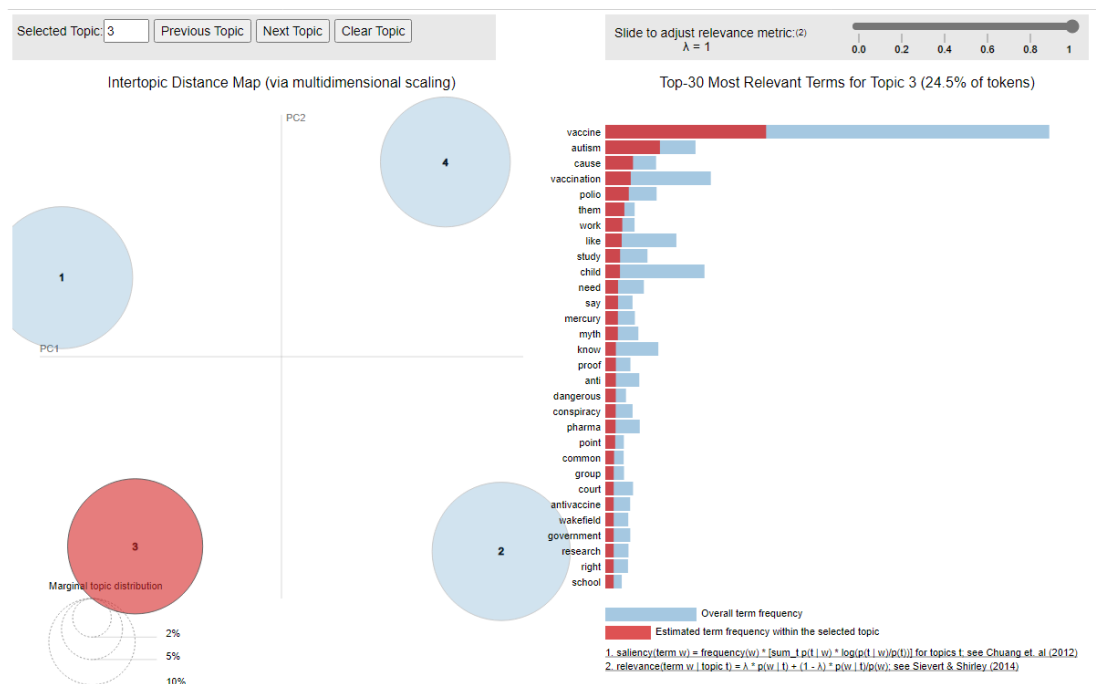 Selected Topic: 3 Previous Topic Next Topic Clear Topic
Slide to adjust relevance metric:(2)
λ = 1
0.0 0.2 0.4 0.6 0.8 1
Intertopic Distance Map (via multidimensional scaling)
PC2
4
1
PC1
3
2
Marginal topic distribution
2%
5%
10%
Top-30 Most Relevant Terms for Topic 3 (24.5% of tokens)
vaccine
autism
cause
vaccination
polio
them
work
like
study
child
need
say
mercury
myth
know
proof
anti
dangerous
conspiracy
pharma
point
common
group
court
antivaccine
wakefield
government
research
right
school
Overall term frequency
Estimated term frequency within the selected topic
1. saliency(term w) = frequency(w) * [sum_t p(t | w) * log(p(t | w)/p(t))] for topics t; see Chuang et. al (2012)
2. relevance(term w | topic t) = λ * p(w | t) + (1 - λ) * p(w | t)/p(w); see Sievert & Shirley (2014)